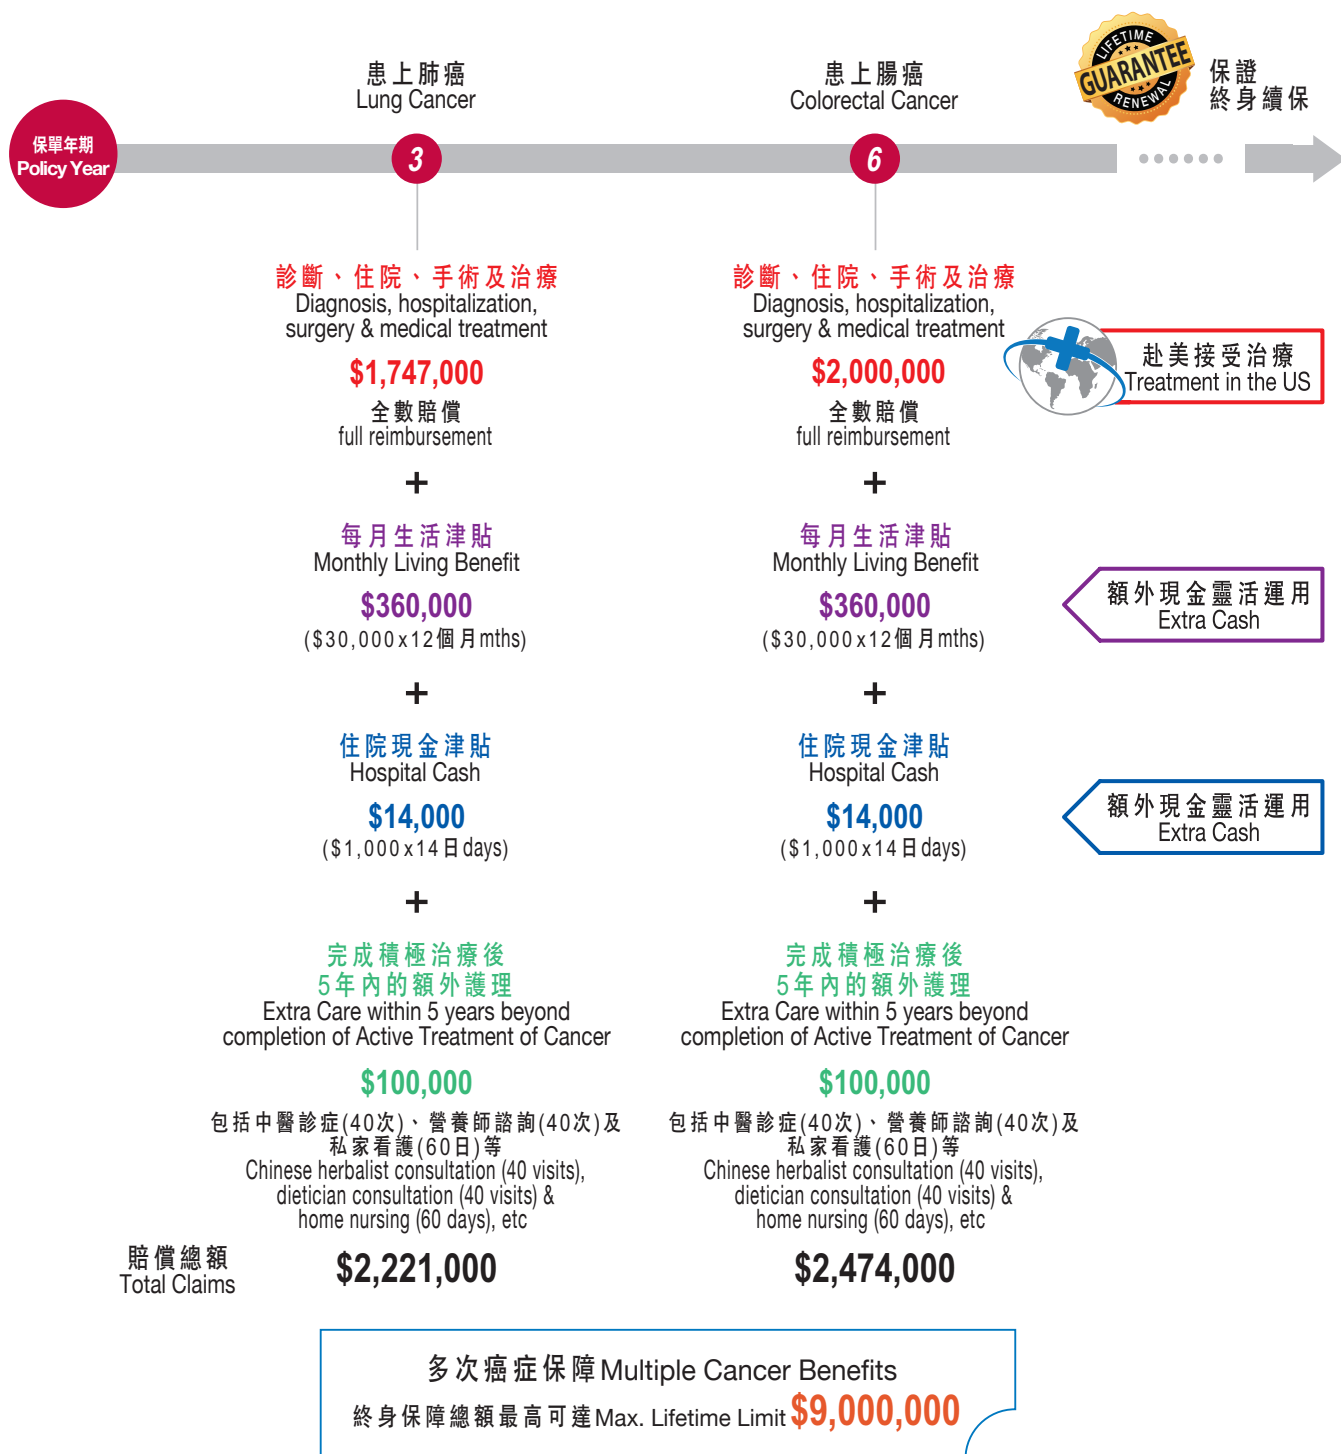 LIFETIME
GUARANTEE
RENEWAL
保證
終身續保
患上肺癌
Lung Cancer
患上腸癌
Colorectal Cancer
保單年期
Policy Year
3
6
診斷、住院、手術及治療
Diagnosis, hospitalization,
surgery & medical treatment
$1,747,000
全數賠償
full reimbursement
+
每月生活津貼
Monthly Living Benefit
$360,000
($30,000x12個月mths)
+
住院現金津貼
Hospital Cash
$14,000
($1,000x14日days)
+
完成積極治療後
5年內的額外護理
Extra Care within 5 years beyond
completion of Active Treatment of Cancer
$100,000
包括中醫診症(40次)、營養師諮詢(40次)及
私家看護(60日)等
Chinese herbalist consultation (40 visits),
dietician consultation (40 visits) &
home nursing (60 days), etc
診斷、住院、手術及治療
Diagnosis, hospitalization,
surgery & medical treatment
$2,000,000
全數賠償
full reimbursement
+
每月生活津貼
Monthly Living Benefit
$360,000
($30,000x12個月mths)
+
住院現金津貼
Hospital Cash
$14,000
($1,000x14日days)
+
完成積極治療後
5年內的額外護理
Extra Care within 5 years beyond
completion of Active Treatment of Cancer
$100,000
包括中醫診症(40次)、營養師諮詢(40次)及
私家看護(60日)等
Chinese herbalist consultation (40 visits),
dietician consultation (40 visits) &
home nursing (60 days), etc
赴美接受治療
Treatment in the US
額外現金靈活運用
Extra Cash
額外現金靈活運用
Extra Cash
賠償總額
Total Claims
$2,221,000
$2,474,000
多次癌症保障Multiple Cancer Benefits
終身保障總額最高可達Max. Lifetime Limit $9,000,000